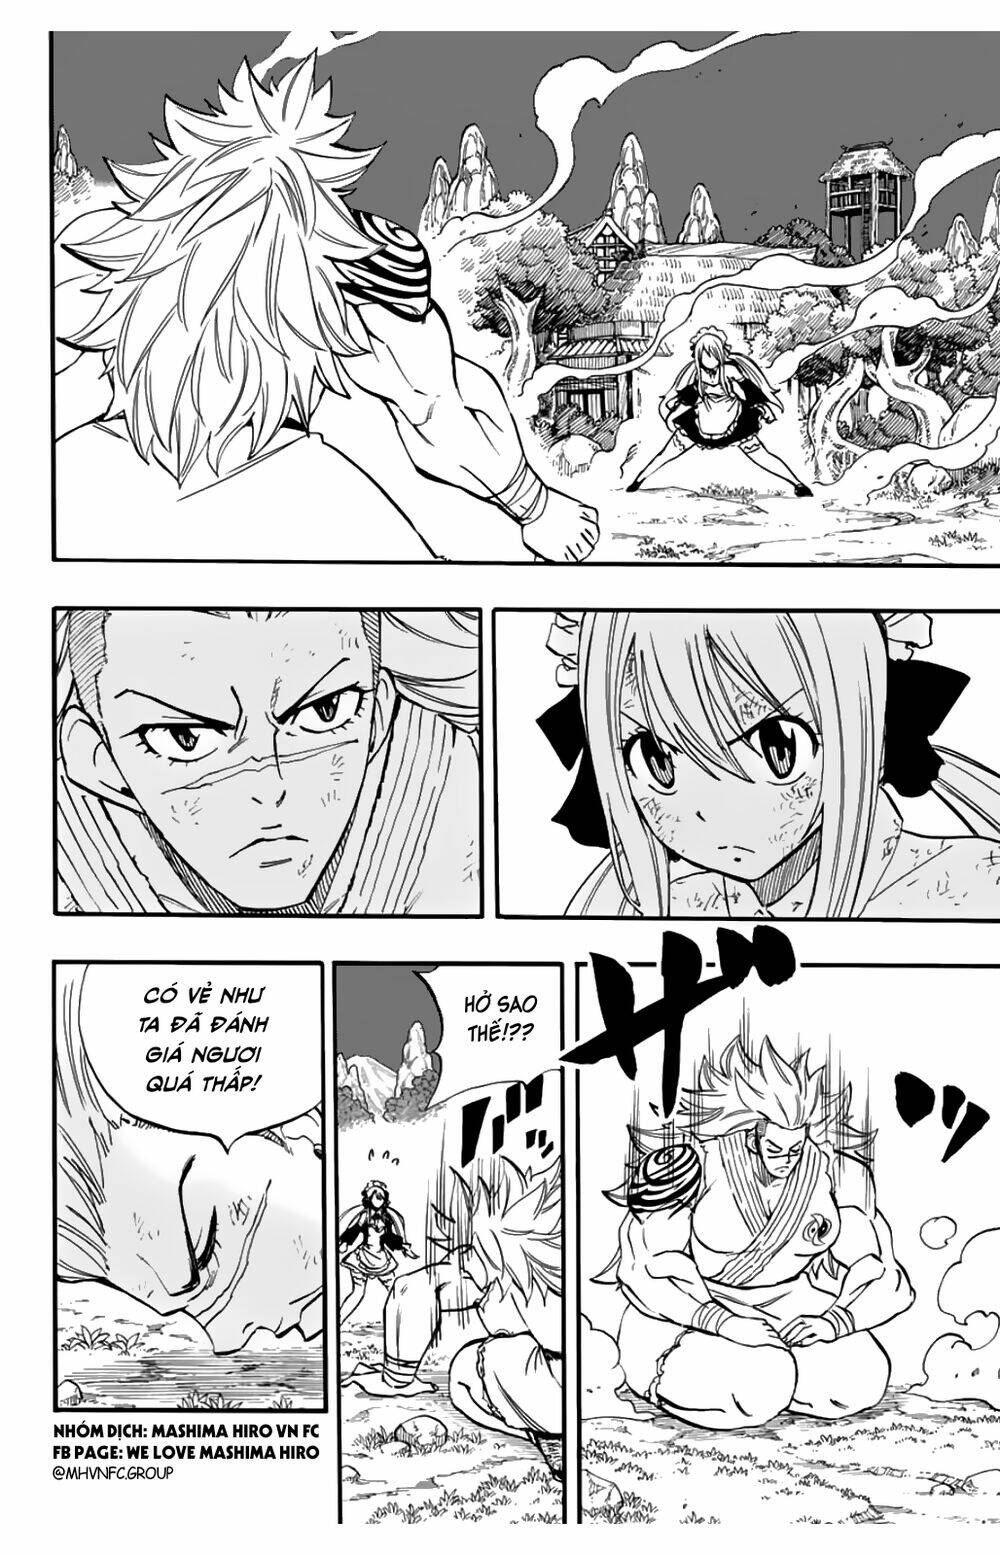 ザッ
HỞ SAO
THẾ!??
CÓ VẺ NHƯ
TA ĐÃ ĐÁNH
GIÁ NGƯƠI
QUÁ THẤP!
NHÓM DỊCH: MASHIMA HIRO VN FC
FB PAGE: WE LOVE MASHIMA HIRO
@MHVNFC.GROUP